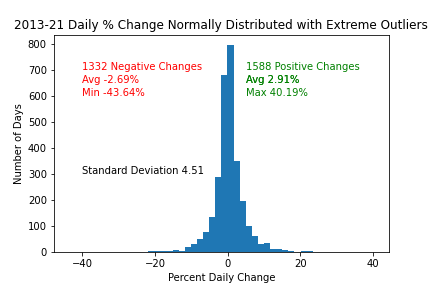 2013-21 Daily % Change Normally Distributed with Extreme Outliers
800
700
600
500
400
300
200
100
0
Number of Days
1332 Negative Changes
Avg -2.69%
Min -43.64%
1588 Positive Changes
Avg 2.91%
Max 40.19%
Standard Deviation 4.51
−40
−20
0
20
40
Percent Daily Change